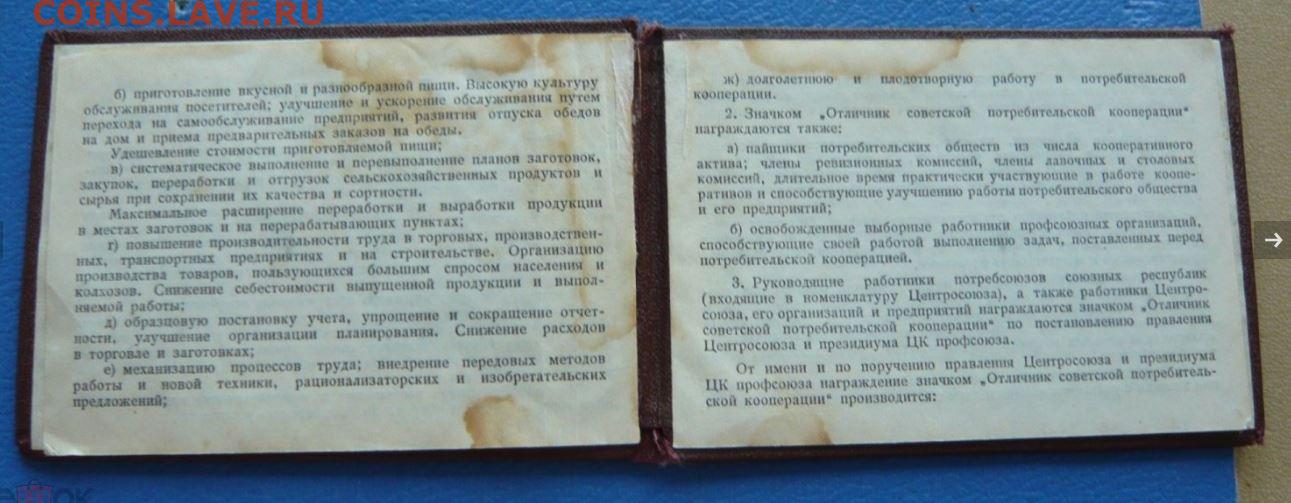 COINS.LAVE.RU
б) приготовление вкусной и разнообразной пищи. Высокую культуру
обслуживания посетителей; улучшение и ускорение обслуживания путем
перехода на самообслуживание предприятий, развития отпуска обедов
на дом и приема предварительных заказов на обеды.
Удешевление стоимости приготовляемой пищи;
в) систематическое выполнение и перевыполнение планов заготовок,
закупок, переработки и отгрузок сельскохозяйственных продуктов и
сырья при сохранении их качества и сортности.
Максимальное расширение переработки и выработки продукции
в местах заготовок и на перерабатывающих пунктах;
г) повышение производительности труда в торговых, производствен-
ных, транспортных предприятиях и на строительстве. Организацию
производства товаров, пользующихся большим спросом населения и
колхозов. Снижение себестоимости выпущенной продукции и выпол-
няемой работы;
д) образцовую постановку учета, упрощение и сокращение отчет-
ности, улучшение организации планирования. Снижение расходов
в торговле и заготовках;
е) механизацию процессов труда; внедрение передовых методов
работы и новой техники, рационализаторских и изобретательских
предложений;
ж) долголетнюю и плодотворную работу в потребительской
кооперации.
2. Значком „Отличник советской потребительской кооперации“
награждаются также:
а) пайщики потребительских обществ из числа кооперативного
актива; члены ревизионных комиссий, члены лавочных и столовых
комиссий, длительное время практически участвующие в работе коопе-
ративов и способствующие улучшению работы потребительского общества
и его предприятий;
б) освобожденные выборные работники профсоюзных организаций,
способствующие своей работой выполнению задач, поставленных перед
потребительской кооперацией.
3. Руководящие работники потребсоюзов союзных республик
(входящие в номенклатуру Центросоюза), а также работники Центро-
союза, его организаций и предприятий награждаются значком „Отличник
советской потребительской кооперации“ по постановлению правления
Центросоюза и президиума ЦК профсоюза.
От имени и по поручению правления Центросоюза и президиума
ЦК профсоюза награждение значком „Отличник советской потребитель-
ской кооперации“ производится: